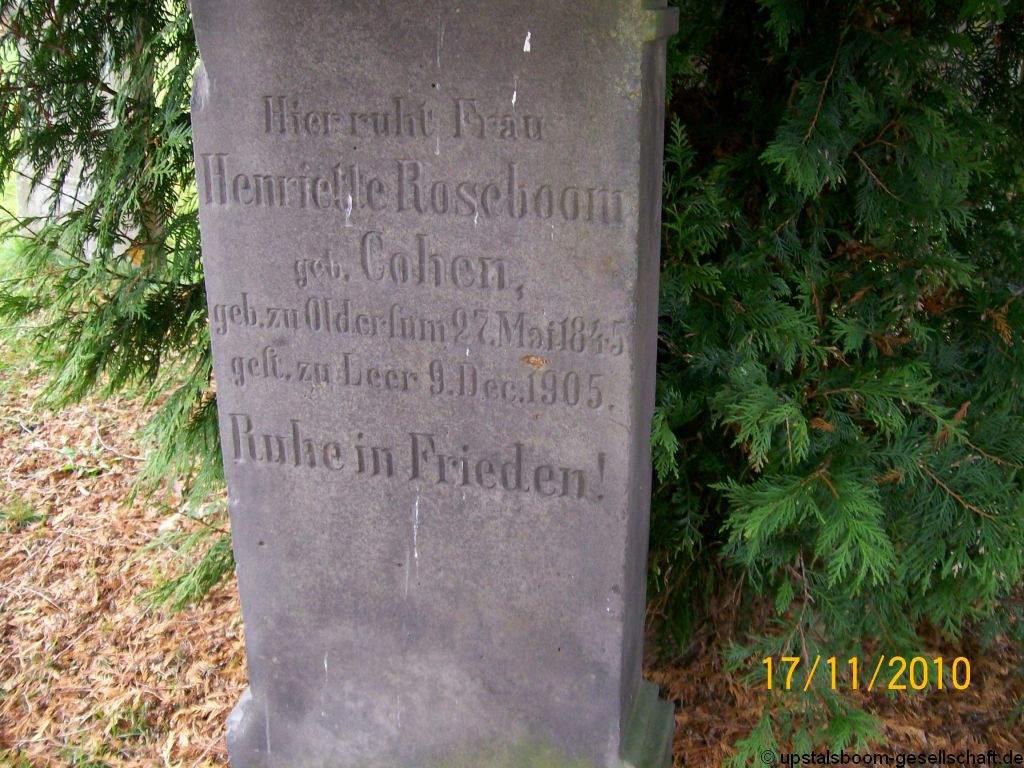 Hier ruht Frau
Henriette Roseboom
geb. Cohen,
geb. zu Oldersum 27. Mai 1845
gest. zu Leer 9. Dec. 1905.
Ruhe in Frieden!
17/11/2010
© upstalsboom-gesellschaft.de